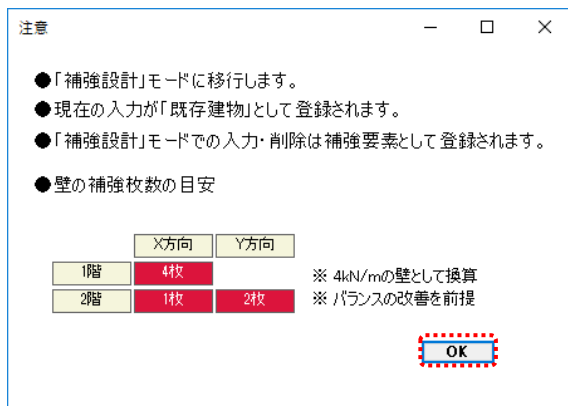 注意
●「補強設計」モードに移行します。
●現在の入力が「既存建物」として登録されます。
●「補強設計」モードでの入力・削除は補強要素として登録されます。
●壁の補強枚数の目安
X方向 Y方向
1階 4枚 ※ 4kN/mの壁として換算
2階 1枚 2枚 ※ バランスの改善を前提
OK